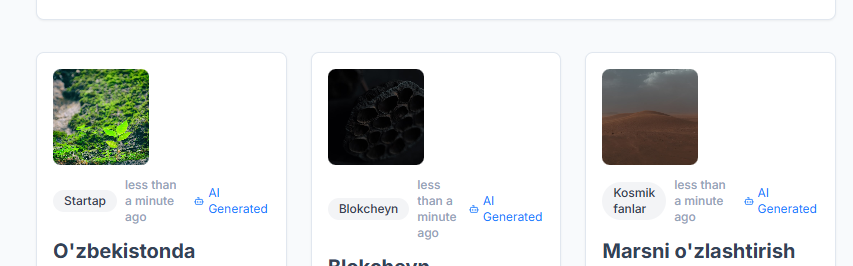 Startap
less than
a minute
ago
AI
Generated
O'zbekistonda
Blokcheyn
less
than a
minute
ago
AI
Generated
Blokcheyn
Kosmik
fanlar
less than
a minute
ago
AI
Generated
Marsni o'zlashtirish